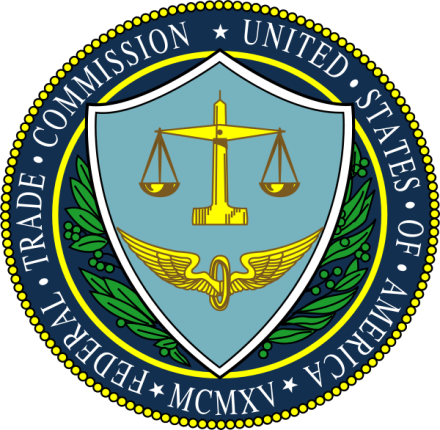 FEDERAL • TRADE • COMMISSION ★ UNITED • STATES • OF • AMERICA
★ MCMXV ★